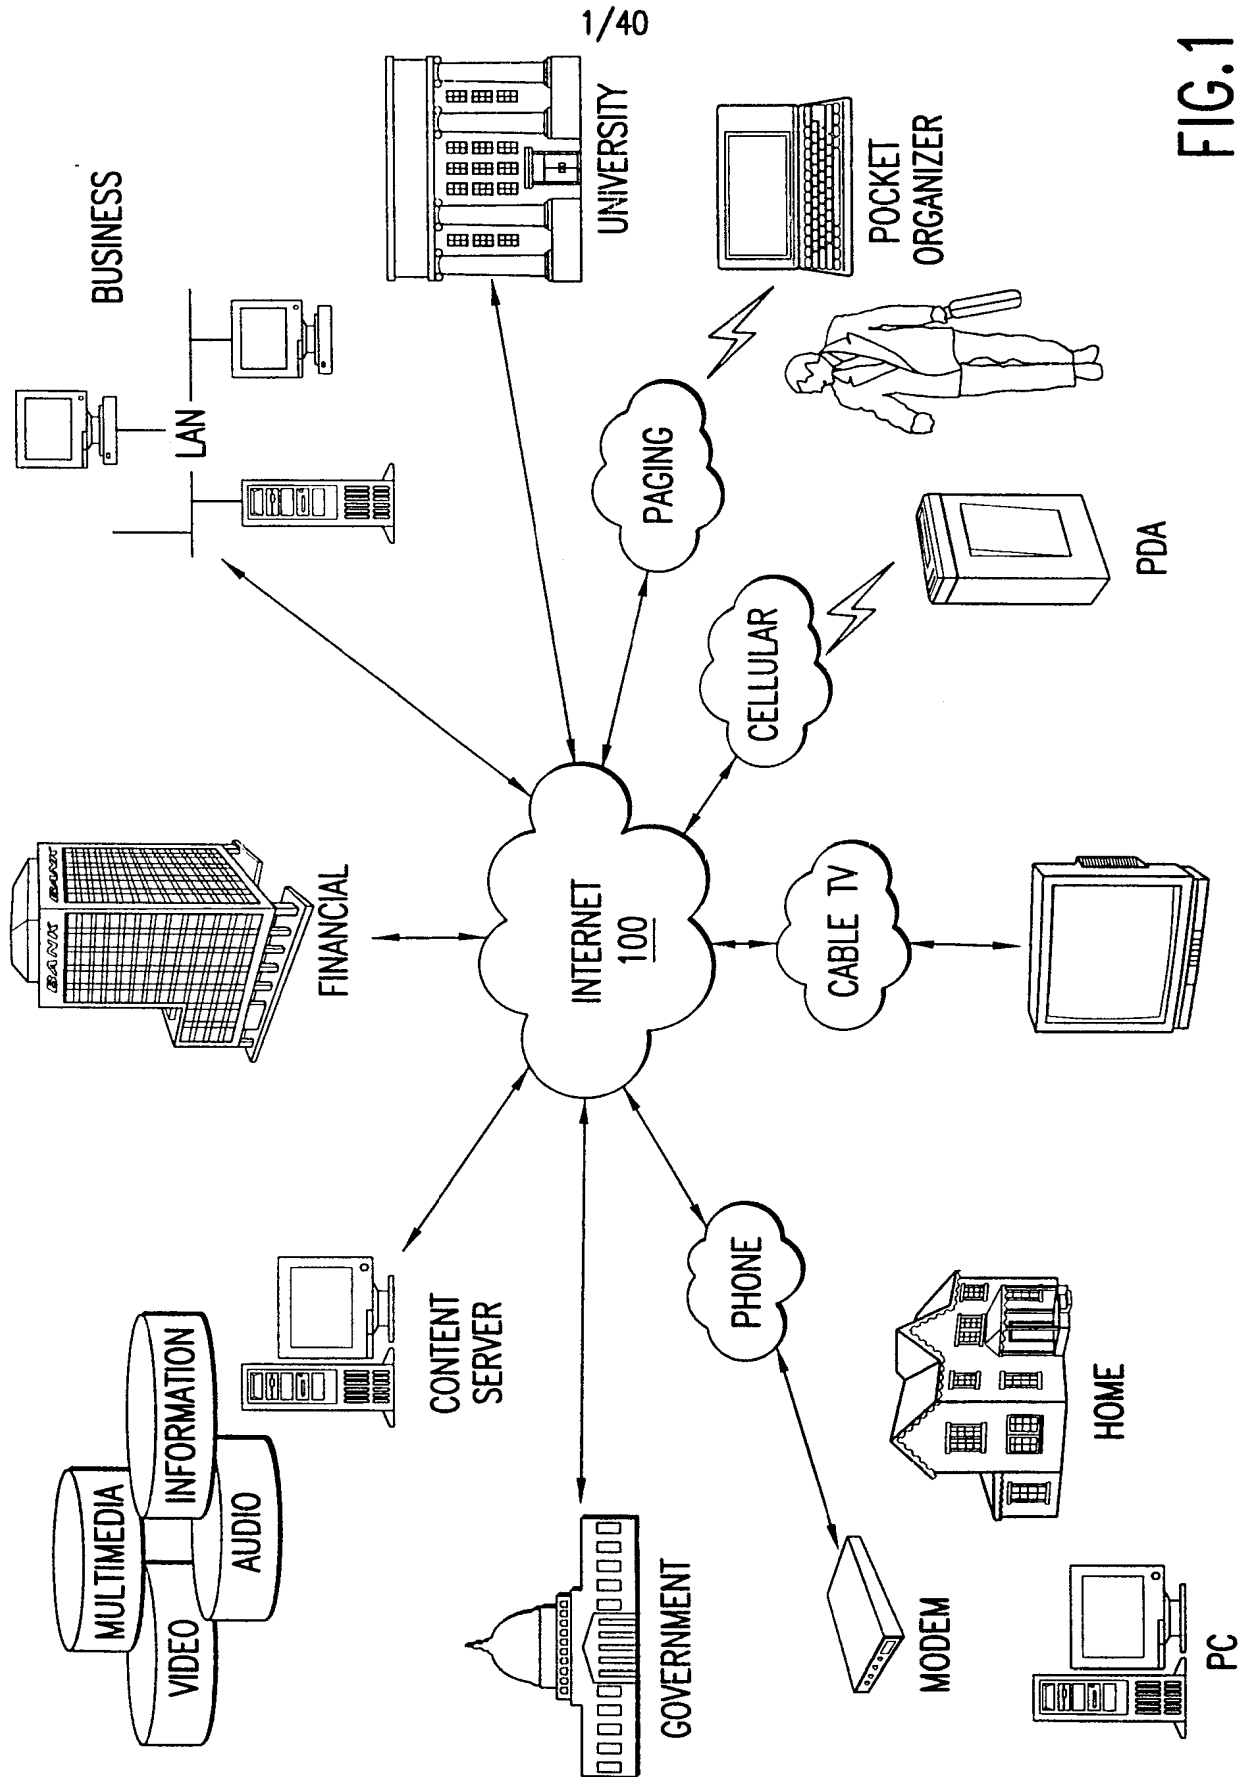 1/40
MULTIMEDIA
VIDEO
INFORMATION
AUDIO
CONTENT
SERVER
BANK
BANK
FINANCIAL
BUSINESS
LAN
GOVERNMENT
INTERNET
100
UNIVERSITY
PHONE
CABLE TV
CELLULAR
PAGING
MODEM
HOME
PC
PDA
POCKET
ORGANIZER
FIG.1